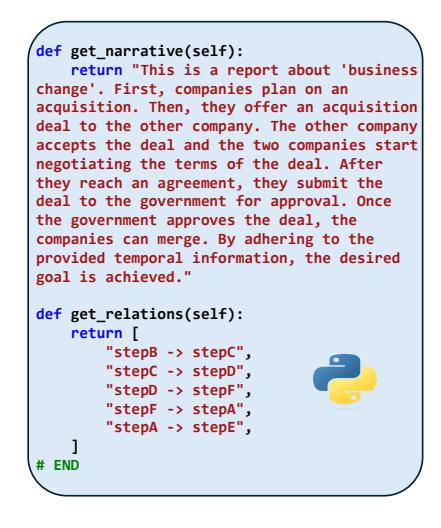 def get_narrative(self):
    return "This is a report about 'business
change'. First, companies plan on an
acquisition. Then, they offer an acquisition
deal to the other company. The other company
accepts the deal and the two companies start
negotiating the terms of the deal. After
they reach an agreement, they submit the
deal to the government for approval. Once
the government approves the deal, the
companies can merge. By adhering to the
provided temporal information, the desired
goal is achieved."
def get_relations(self):
    return [
        "stepB -> stepC",
        "stepC -> stepD",
        "stepD -> stepF",
        "stepF -> stepA",
        "stepA -> stepE",
    ]
# END